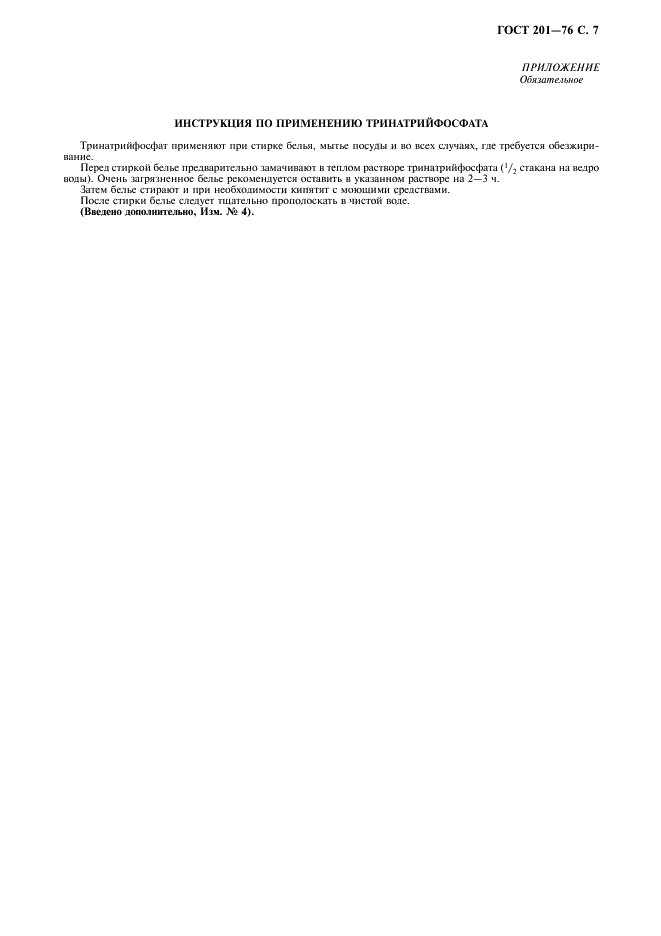 ГОСТ 201—76 С. 7
ПРИЛОЖЕНИЕ
Обязательное
ИНСТРУКЦИЯ ПО ПРИМЕНЕНИЮ ТРИНАТРИЙФОСФАТА
Тринатрийфосфат применяют при стирке белья, мытье посуды и во всех случаях, где требуется обезжири-
вание.
Перед стиркой белье предварительно замачивают в теплом растворе тринатрийфосфата (1/2 стакана на ведро
воды). Очень загрязненное белье рекомендуется оставить в указанном растворе на 2—3 ч.
Затем белье стирают и при необходимости кипятят с моющими средствами.
После стирки белье следует тщательно прополоскать в чистой воде.
(Введено дополнительно, Изм. № 4).